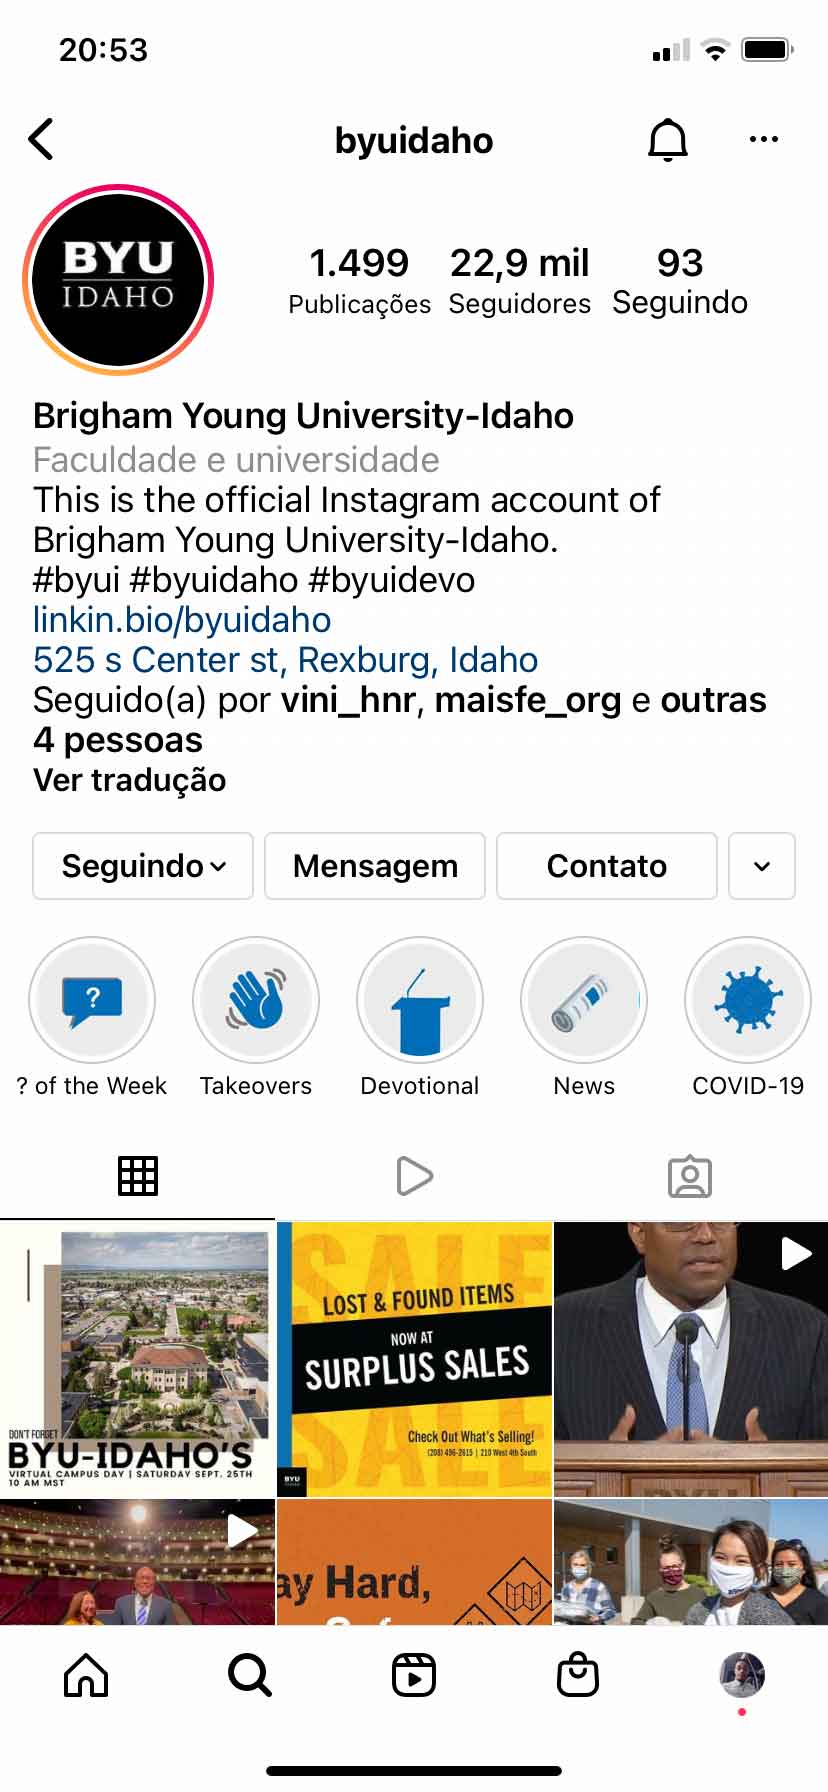 20:53
byuidaho
BYU
IDAHO
1.499
Publicações
22,9 mil
Seguidores
93
Seguindo
Brigham Young University-Idaho
Faculdade e universidade
This is the official Instagram account of
Brigham Young University-Idaho.
#byui #byuidaho #byuidevo
linkin.bio/byuidaho
525 s Center st, Rexburg, Idaho
Seguido(a) por vini_hnr, maisfe_org e outras
4 pessoas
Ver tradução
Seguindo
Mensagem
Contato
?
? of the Week
Takeovers
Devotional
News
COVID-19
DON'T FORGET
BYU-IDAHO'S
VIRTUAL CAMPUS DAY | SATURDAY SEPT. 25TH
10 AM MST
SALE
LOST & FOUND ITEMS
NOW AT
SURPLUS SALES
SALE
Check Out What's Selling!
(208) 496-2615 | 210 West 4th South
BYU
ay Hard,